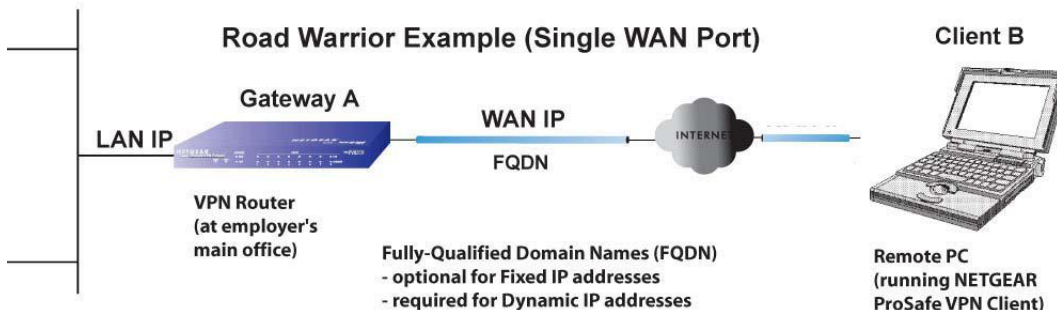 Road Warrior Example (Single WAN Port)
Client B
Gateway A
LAN IP
WAN IP
INTERNET
NETGEAR
FQDN
VPN Router
(at employer's
main office)
Fully-Qualified Domain Names (FQDN)
- optional for Fixed IP addresses
- required for Dynamic IP addresses
Remote PC
(running NETGEAR
ProSafe VPN Client)